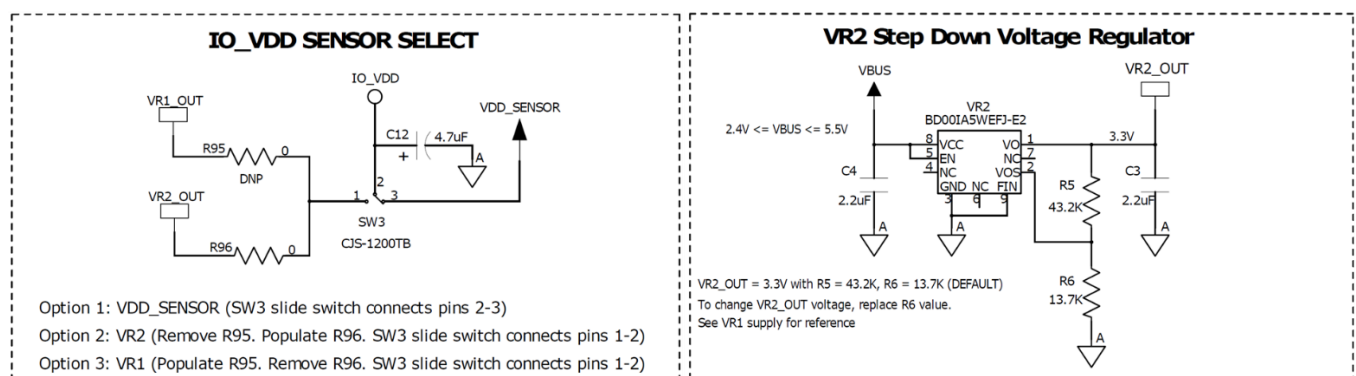 IO_VDD SENSOR SELECT
IO_VDD
VR1_OUT
VDD_SENSOR
C12
4.7uF
+
A
R95
0
DNP
VR2_OUT
2
1
3
SW3
CJS-1200TB
R96
0
Option 1: VDD_SENSOR (SW3 slide switch connects pins 2-3)
Option 2: VR2 (Remove R95. Populate R96. SW3 slide switch connects pins 1-2)
Option 3: VR1 (Populate R95. Remove R96. SW3 slide switch connects pins 1-2)
VR2 Step Down Voltage Regulator
VBUS
VR2_OUT
VR2
BD00IA5WEFJ-E2
2.4V <= VBUS <= 5.5V
3.3V
8 VCC VO 1
5 EN NC 7
4 NC VOS 2
GND NC FIN
3 6 9
C4
2.2uF
A
A
R5
43.2K
C3
2.2uF
A
R6
13.7K
A
VR2_OUT = 3.3V with R5 = 43.2K, R6 = 13.7K (DEFAULT)
To change VR2_OUT voltage, replace R6 value.
See VR1 supply for reference